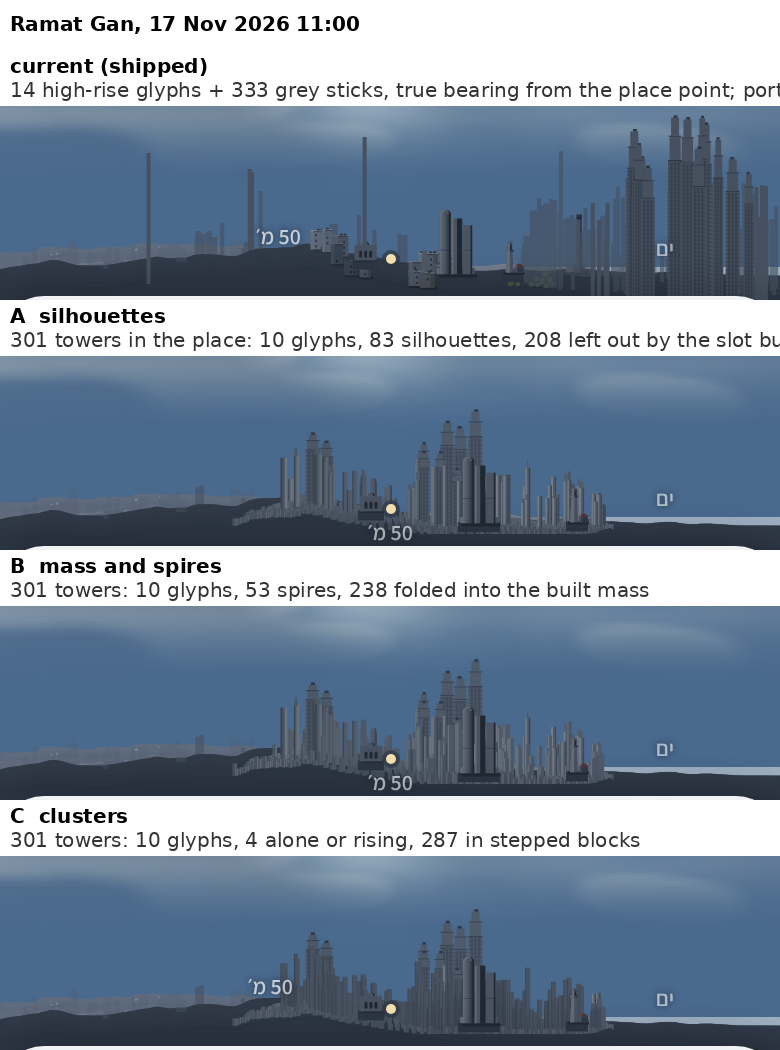 Ramat Gan, 17 Nov 2026 11:00
current (shipped)
14 high-rise glyphs + 333 grey sticks, true bearing from the place point; port
50 מ׳
ים
A silhouettes
301 towers in the place: 10 glyphs, 83 silhouettes, 208 left out by the slot bu
ים
50 מ׳
B mass and spires
301 towers: 10 glyphs, 53 spires, 238 folded into the built mass
ים
50 מ׳
C clusters
301 towers: 10 glyphs, 4 alone or rising, 287 in stepped blocks
50 מ׳
ים